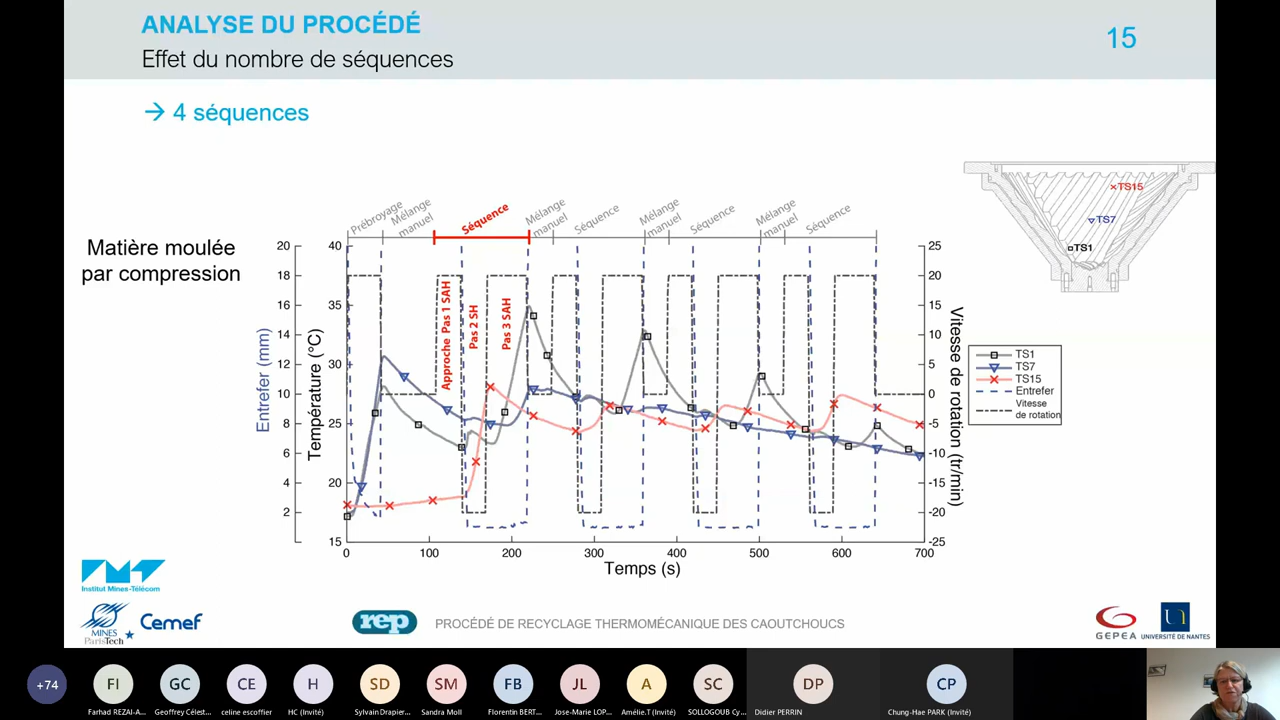 ANALYSE DU PROCÉDÉ
15
Effet du nombre de séquences
→ 4 séquences
Matière moulée
par compression
Prébroyage
Mélange
manuel
Séquence
Mélange
manuel
Séquence
Mélange
manuel
Séquence
Mélange
manuel
Séquence
Entrefer (mm)
20
18
16
14
12
10
8
6
4
2
Température (°C)
40
35
30
25
20
15
Approche Pas 1 SAH
Pas 2 SH
Pas 3 SAH
25
20
15
10
5
0
-5
-10
-15
-20
-25
Vitesse de rotation (tr/min)
0
100
200
300
400
500
600
700
Temps (s)
TS15
TS7
TS1
TS1
TS7
TS15
Entrefer
Vitesse
de rotation
Institut Mines-Télécom
MINES
ParisTech
Cemef
rep
PROCÉDÉ DE RECYCLAGE THERMOMÉCANIQUE DES CAOUTCHOUCS
GEPEA
UNIVERSITÉ DE NANTES
+74
FI
GC
CE
H
SD
SM
FB
JL
A
SC
DP
CP
Farhad REZAI-A...
Geoffrey Célest...
celine escoffier
HC (Invité)
Sylvain Drapier...
Sandra Moll
Florentin BERT...
Jose-Marie LOP...
Amélie.T (Invité)
SOLLOGOUB Cy...
Didier PERRIN
Chung-Hae PARK (Invité)